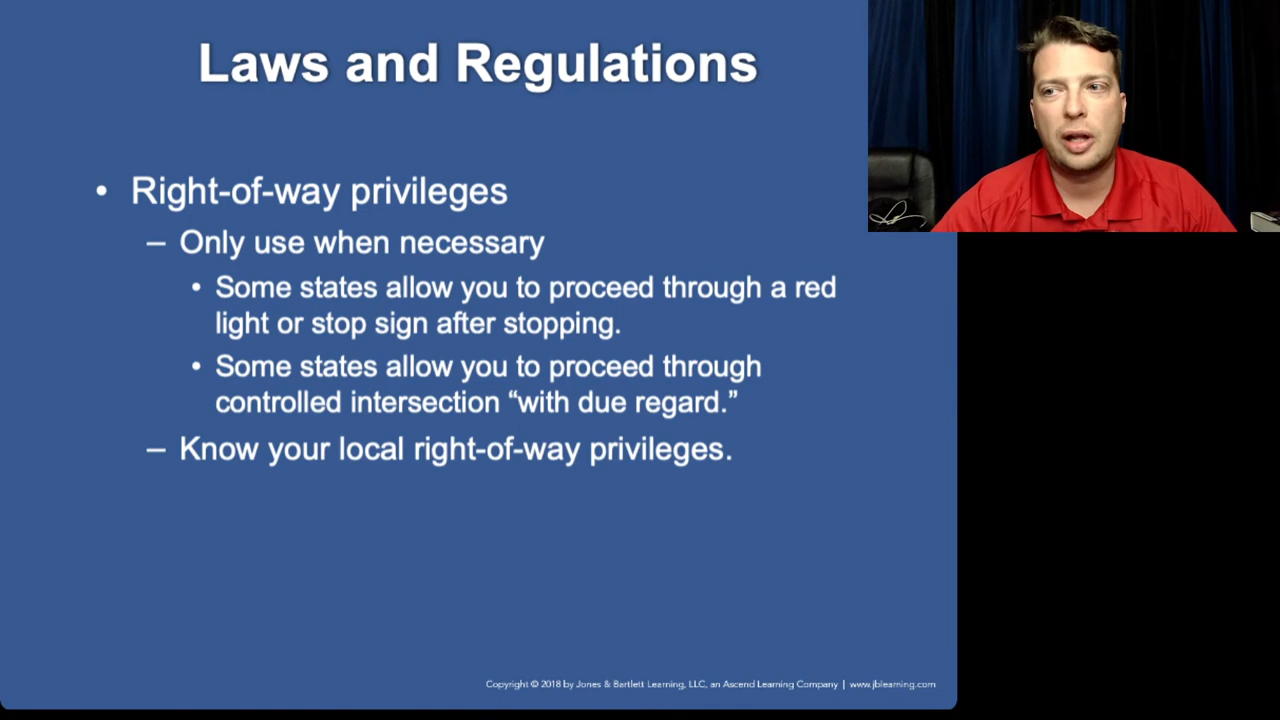 Laws and Regulations
• Right-of-way privileges
– Only use when necessary
• Some states allow you to proceed through a red
light or stop sign after stopping.
• Some states allow you to proceed through
controlled intersection “with due regard.”
– Know your local right-of-way privileges.
Copyright © 2018 by Jones & Bartlett Learning, LLC, an Ascend Learning Company | www.jblearning.com